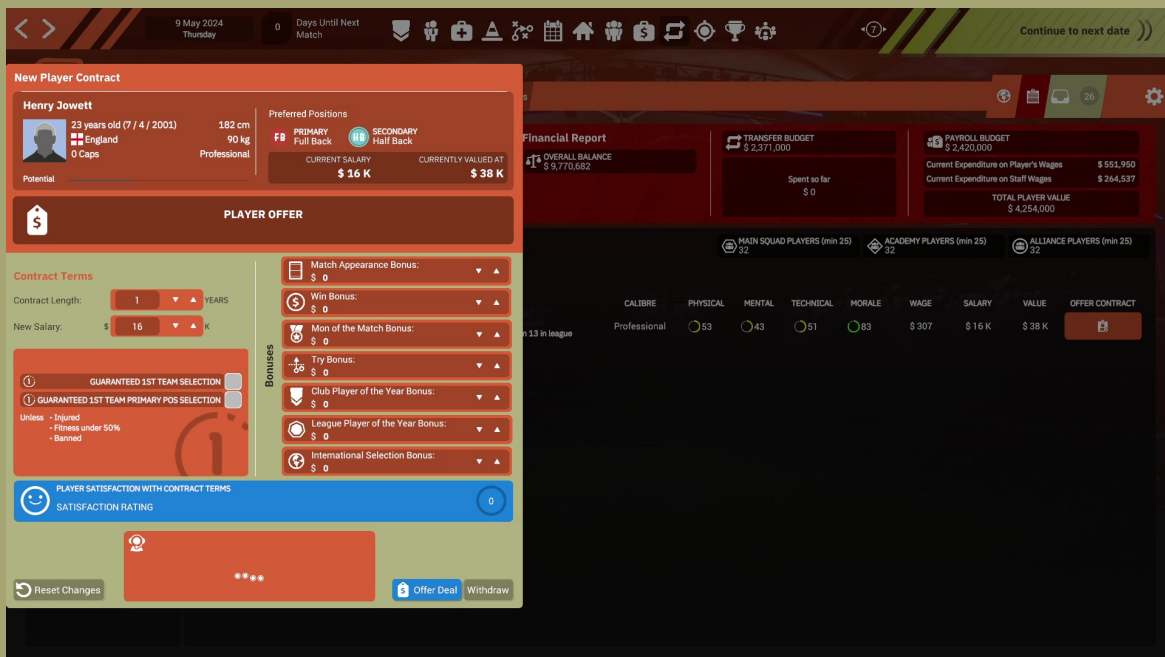 9 May 2024
Thursday
0
Days Until Next
Match
7
Continue to next date
New Player Contract
Henry Jowett
23 years old (7 / 4 / 2001)
182 cm
England
90 kg
0 Caps
Professional
Potential
Preferred Positions
FB
PRIMARY
Full Back
HB
SECONDARY
Half Back
CURRENT SALARY
CURRENTLY VALUED AT
$ 16 K
$ 38 K
PLAYER OFFER
Contract Terms
Contract Length:
1
YEARS
New Salary:
$
16
K
GUARANTEED 1ST TEAM SELECTION
GUARANTEED 1ST TEAM PRIMARY POS SELECTION
Unless - Injured
- Fitness under 50%
- Banned
Bonuses
Match Appearance Bonus:
$ 0
Win Bonus:
$ 0
Mon of the Match Bonus:
$ 0
Try Bonus:
$ 0
Club Player of the Year Bonus:
$ 0
League Player of the Year Bonus:
$ 0
International Selection Bonus:
$ 0
PLAYER SATISFACTION WITH CONTRACT TERMS
SATISFACTION RATING
0
Reset Changes
Offer Deal
Withdraw
26
Financial Report
OVERALL BALANCE
$ 9,770,682
TRANSFER BUDGET
$ 2,371,000
Spent so far
$ 0
PAYROLL BUDGET
$ 2,420,000
Current Expenditure on Player's Wages
$ 551,950
Current Expenditure on Staff Wages
$ 264,537
TOTAL PLAYER VALUE
$ 4,254,000
MAIN SQUAD PLAYERS (min 25)
32
ACADEMY PLAYERS (min 25)
32
ALLIANCE PLAYERS (min 25)
32
CALIBRE
PHYSICAL
MENTAL
TECHNICAL
MORALE
WAGE
SALARY
VALUE
OFFER CONTRACT
n 13 in league
Professional
53
43
51
83
$ 307
$ 16 K
$ 38 K